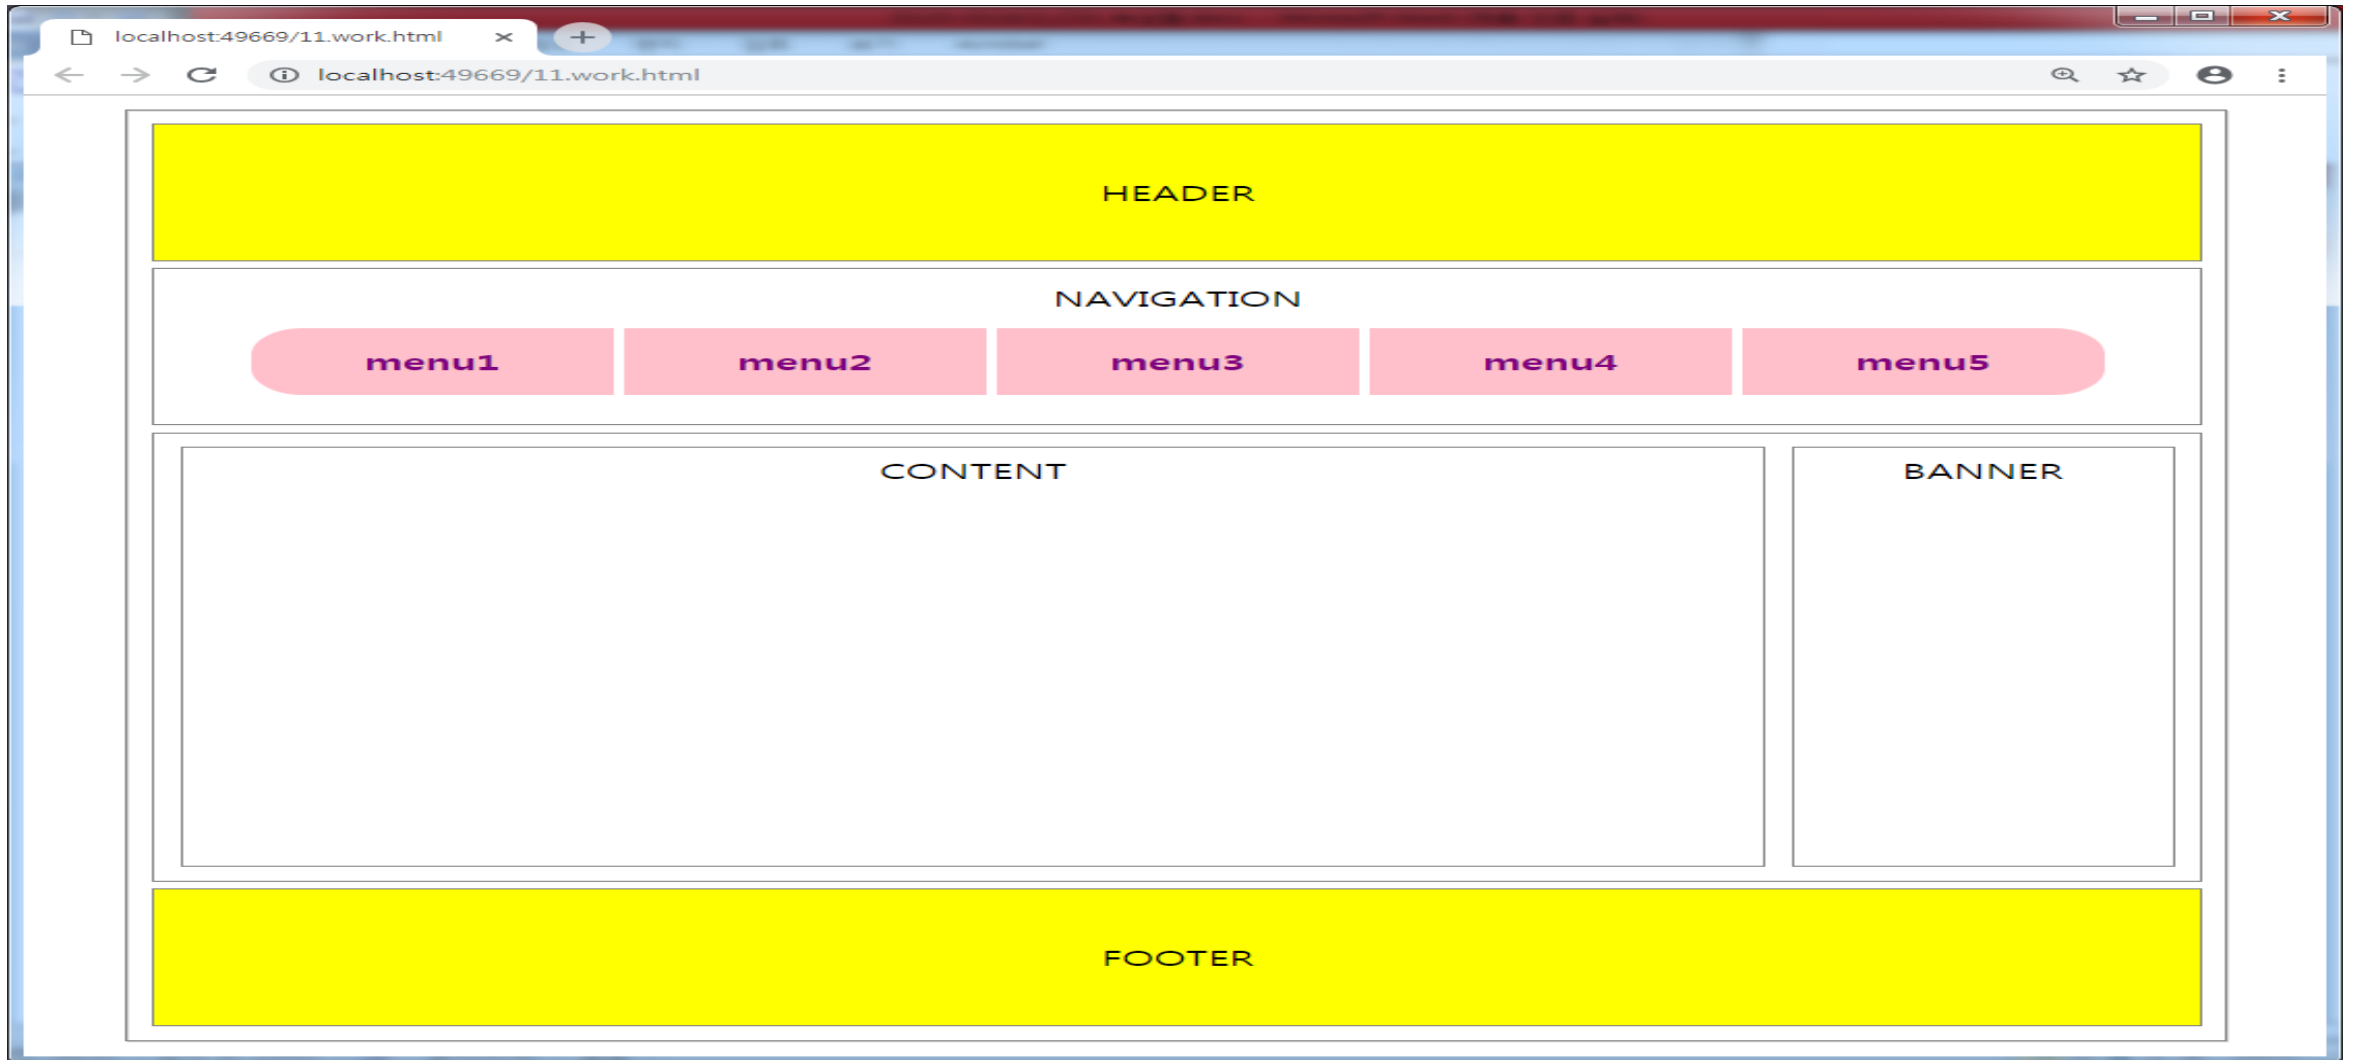 localhost:49669/11.work.html
localhost:49669/11.work.html
HEADER
NAVIGATION
menu1 menu2 menu3 menu4 menu5
CONTENT BANNER
FOOTER